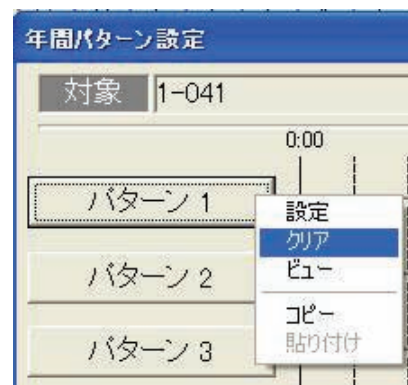 年間パターン設定
対象 1-041
0:00
パターン 1
設定
クリア
ビュー
コピー
貼り付け
パターン 2
パターン 3